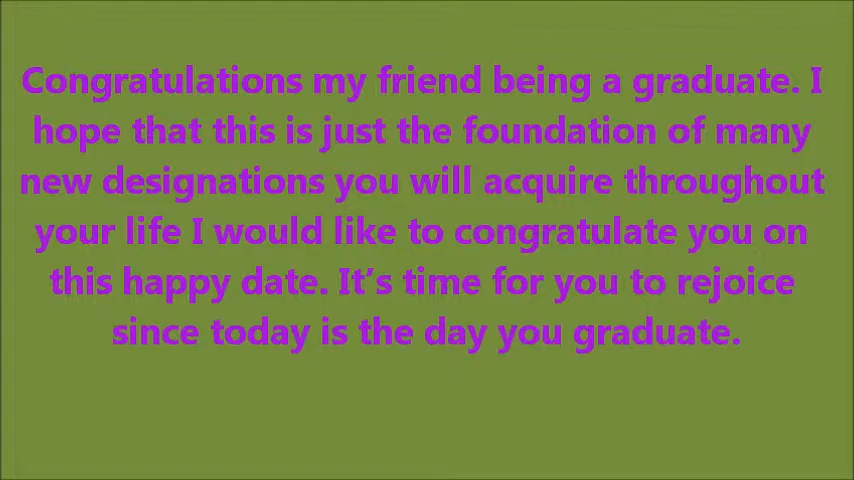 Congratulations my friend being a graduate. I
hope that this is just the foundation of many
new designations you will acquire throughout
your life I would like to congratulate you on
this happy date. It’s time for you to rejoice
since today is the day you graduate.